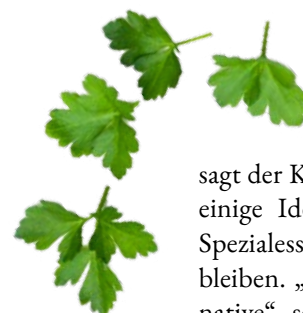 sagt der K
einige Id
Spezialess
bleiben. „
native“ s